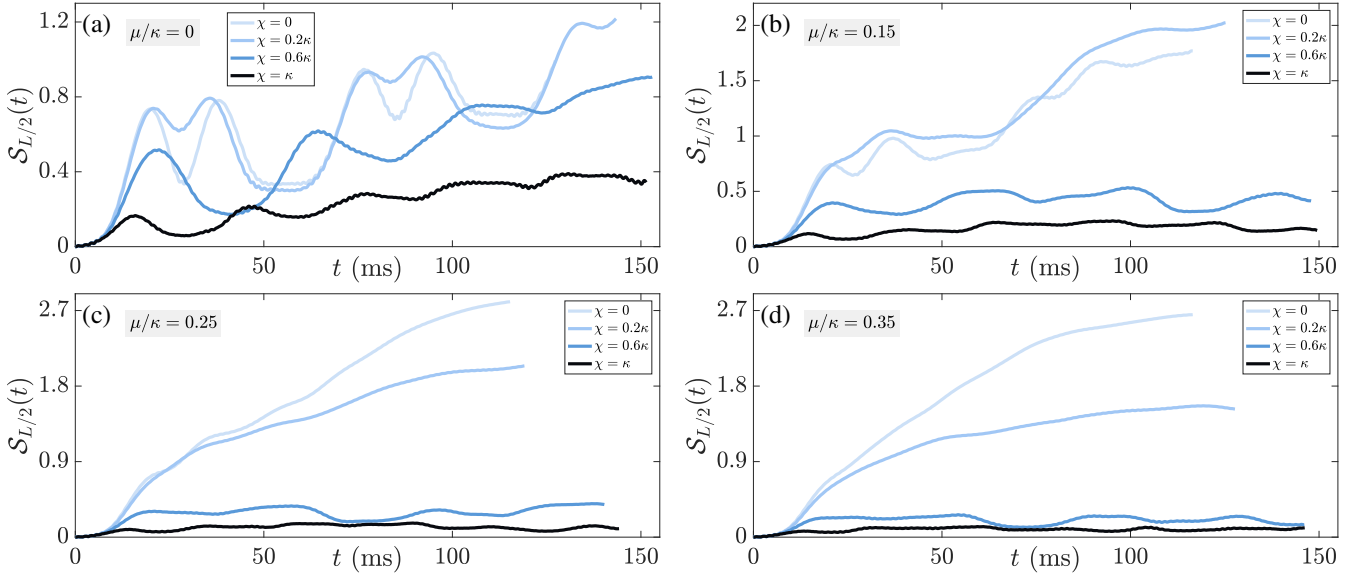 (a)
μ/κ = 0
χ = 0
χ = 0.2κ
χ = 0.6κ
χ = κ
1.2
0.8
0.4
0
S_{L/2}(t)
0 50 100 150
t (ms)
(b)
μ/κ = 0.15
χ = 0
χ = 0.2κ
χ = 0.6κ
χ = κ
2
1.5
1
0.5
0
S_{L/2}(t)
0 50 100 150
t (ms)
(c)
μ/κ = 0.25
χ = 0
χ = 0.2κ
χ = 0.6κ
χ = κ
2.7
1.8
0.9
0
S_{L/2}(t)
0 50 100 150
t (ms)
(d)
μ/κ = 0.35
χ = 0
χ = 0.2κ
χ = 0.6κ
χ = κ
2.7
1.8
0.9
0
S_{L/2}(t)
0 50 100 150
t (ms)